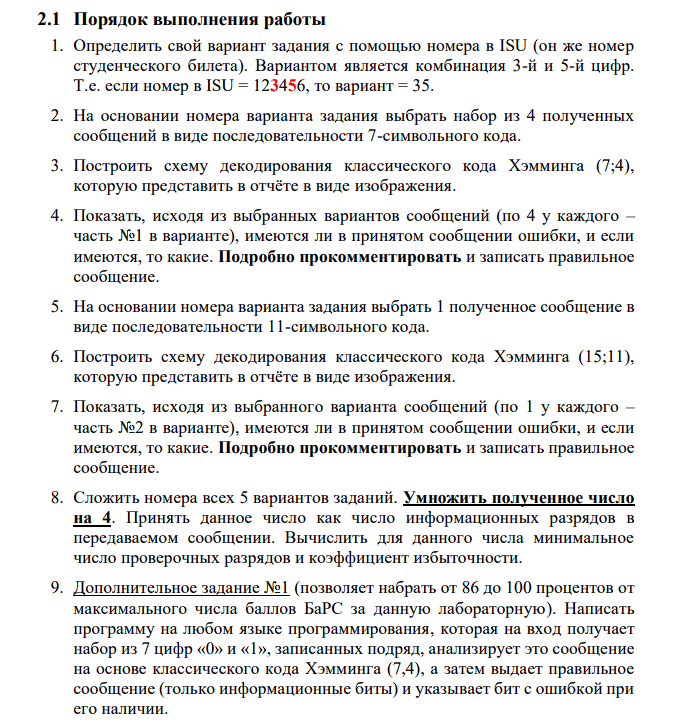 2.1 Порядок выполнения работы
1. Определить свой вариант задания с помощью номера в ISU (он же номер
студенческого билета). Вариантом является комбинация 3-й и 5-й цифр.
Т.е. если номер в ISU = 123456, то вариант = 35.
2. На основании номера варианта задания выбрать набор из 4 полученных
сообщений в виде последовательности 7-символьного кода.
3. Построить схему декодирования классического кода Хэмминга (7;4),
которую представить в отчёте в виде изображения.
4. Показать, исходя из выбранных вариантов сообщений (по 4 у каждого –
часть №1 в варианте), имеются ли в принятом сообщении ошибки, и если
имеются, то какие. Подробно прокомментировать и записать правильное
сообщение.
5. На основании номера варианта задания выбрать 1 полученное сообщение в
виде последовательности 11-символьного кода.
6. Построить схему декодирования классического кода Хэмминга (15;11),
которую представить в отчёте в виде изображения.
7. Показать, исходя из выбранного варианта сообщений (по 1 у каждого –
часть №2 в варианте), имеются ли в принятом сообщении ошибки, и если
имеются, то какие. Подробно прокомментировать и записать правильное
сообщение.
8. Сложить номера всех 5 вариантов заданий. Умножить полученное число
на 4. Принять данное число как число информационных разрядов в
передаваемом сообщении. Вычислить для данного числа минимальное
число проверочных разрядов и коэффициент избыточности.
9. Дополнительное задание №1 (позволяет набрать от 86 до 100 процентов от
максимального числа баллов БаРС за данную лабораторную). Написать
программу на любом языке программирования, которая на вход получает
набор из 7 цифр «0» и «1», записанных подряд, анализирует это сообщение
на основе классического кода Хэмминга (7,4), а затем выдает правильное
сообщение (только информационные биты) и указывает бит с ошибкой при
его наличии.